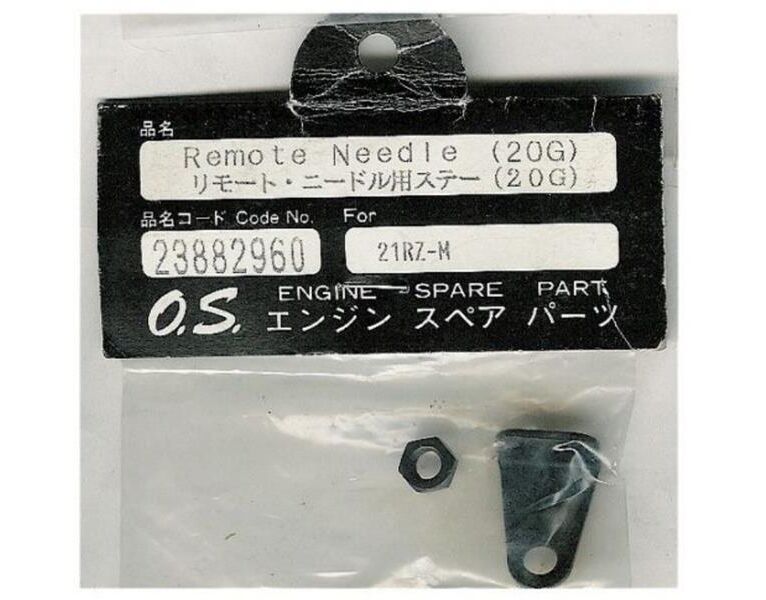 品名
Remote Needle (20G)
リモート・ニードル用ステー(20G)
品名コード Code No. For
23882960 21RZ-M
O.S. ENGINE SPARE PART
エンジン スペア パーツ